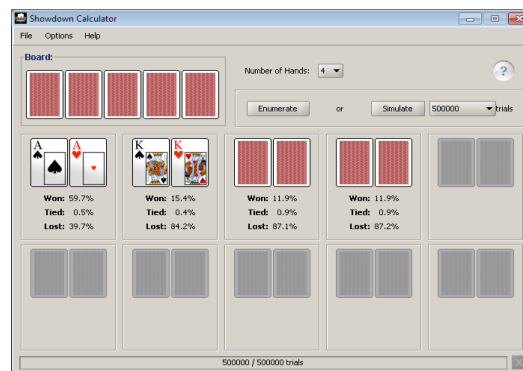 Showdown Calculator
File Options Help
Board:
Number of Hands: 4
?
Enumerate or Simulate 500000 trials
A A K K
Won: 59.7% Won: 15.4% Won: 11.9% Won: 11.9%
Tied: 0.5% Tied: 0.4% Tied: 0.9% Tied: 0.9%
Lost: 39.7% Lost: 84.2% Lost: 87.1% Lost: 87.2%
500000 / 500000 trials